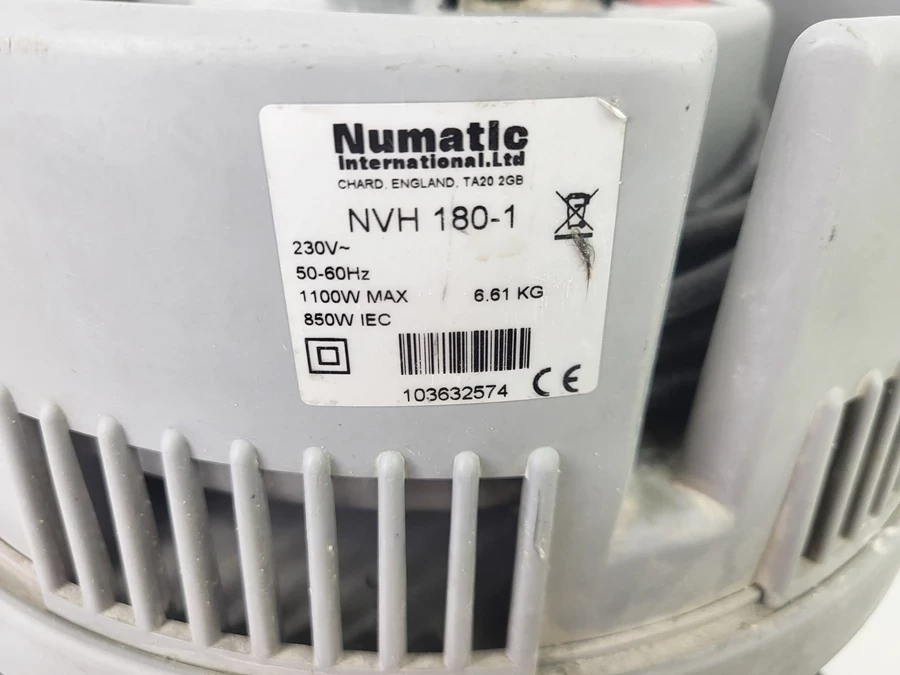 Numatic
International.Ltd
CHARD, ENGLAND, TA20 2GB
NVH 180-1
230V~
50-60Hz
1100W MAX 6.61 KG
850W IEC
103632574 CE